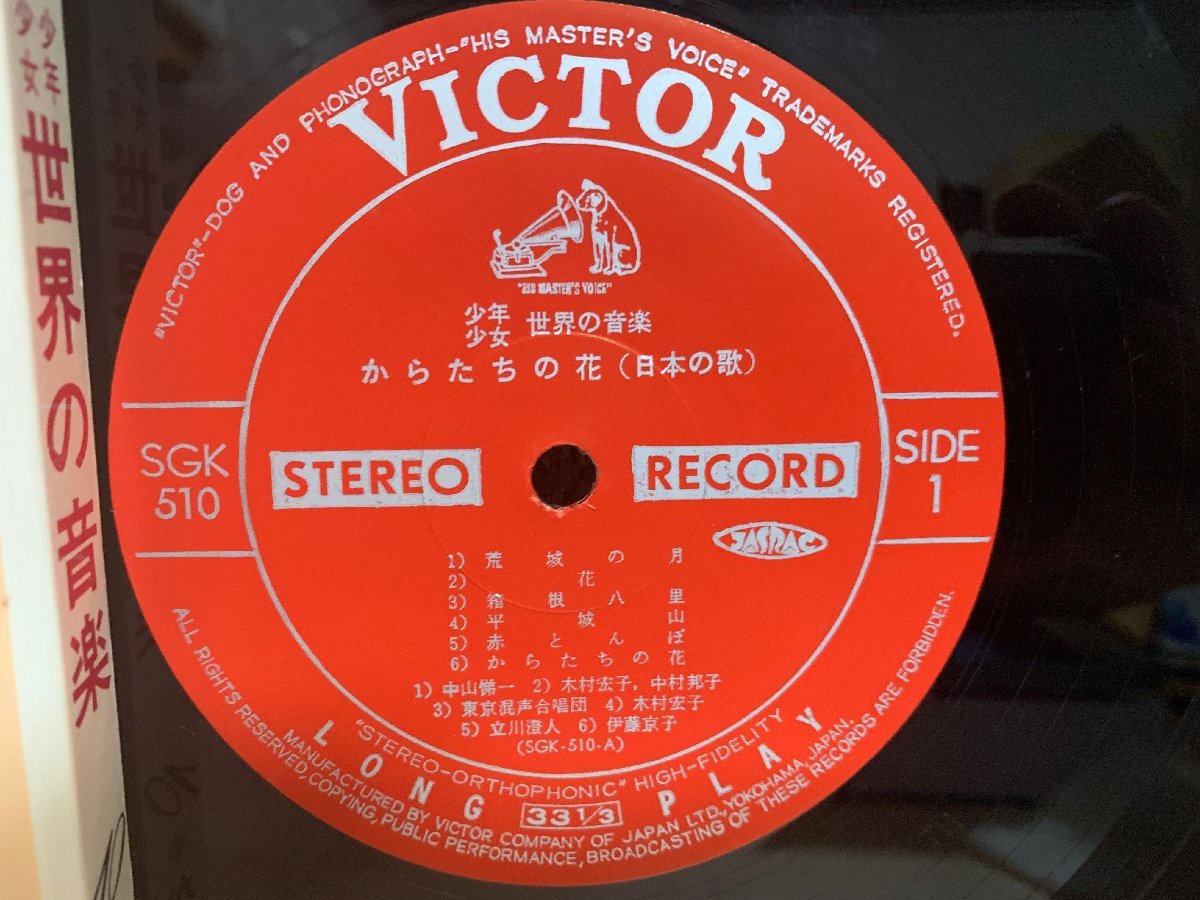 少年
少女 世界の音楽
"VICTOR"-DOG AND PHONOGRAPH-"HIS MASTER'S VOICE" TRADEMARKS REGISTERED.
VICTOR
"HIS MASTER'S VOICE"
少年
少女 世界の音楽
からたちの花（日本の歌）
SGK
510
STEREO RECORD
SIDE
1
JASRAC
1) 荒城の月
2) 花
3) 箱根八里
4) 平城山
5) 赤とんぼ
6) からたちの花
1) 中山悌一 2) 木村宏子, 中村邦子
3) 東京混声合唱団 4) 木村宏子
5) 立川澄人 6) 伊藤京子
(SGK-510-A)
"STEREO-ORTHOPHONIC" HIGH-FIDELITY
LONG 33 1/3 PLAY
MANUFACTURED BY VICTOR COMPANY OF JAPAN LTD., YOKOHAMA, JAPAN.
ALL RIGHTS RESERVED, COPYING, PUBLIC PERFORMANCE, BROADCASTING OF THESE RECORDS ARE FORBIDDEN.